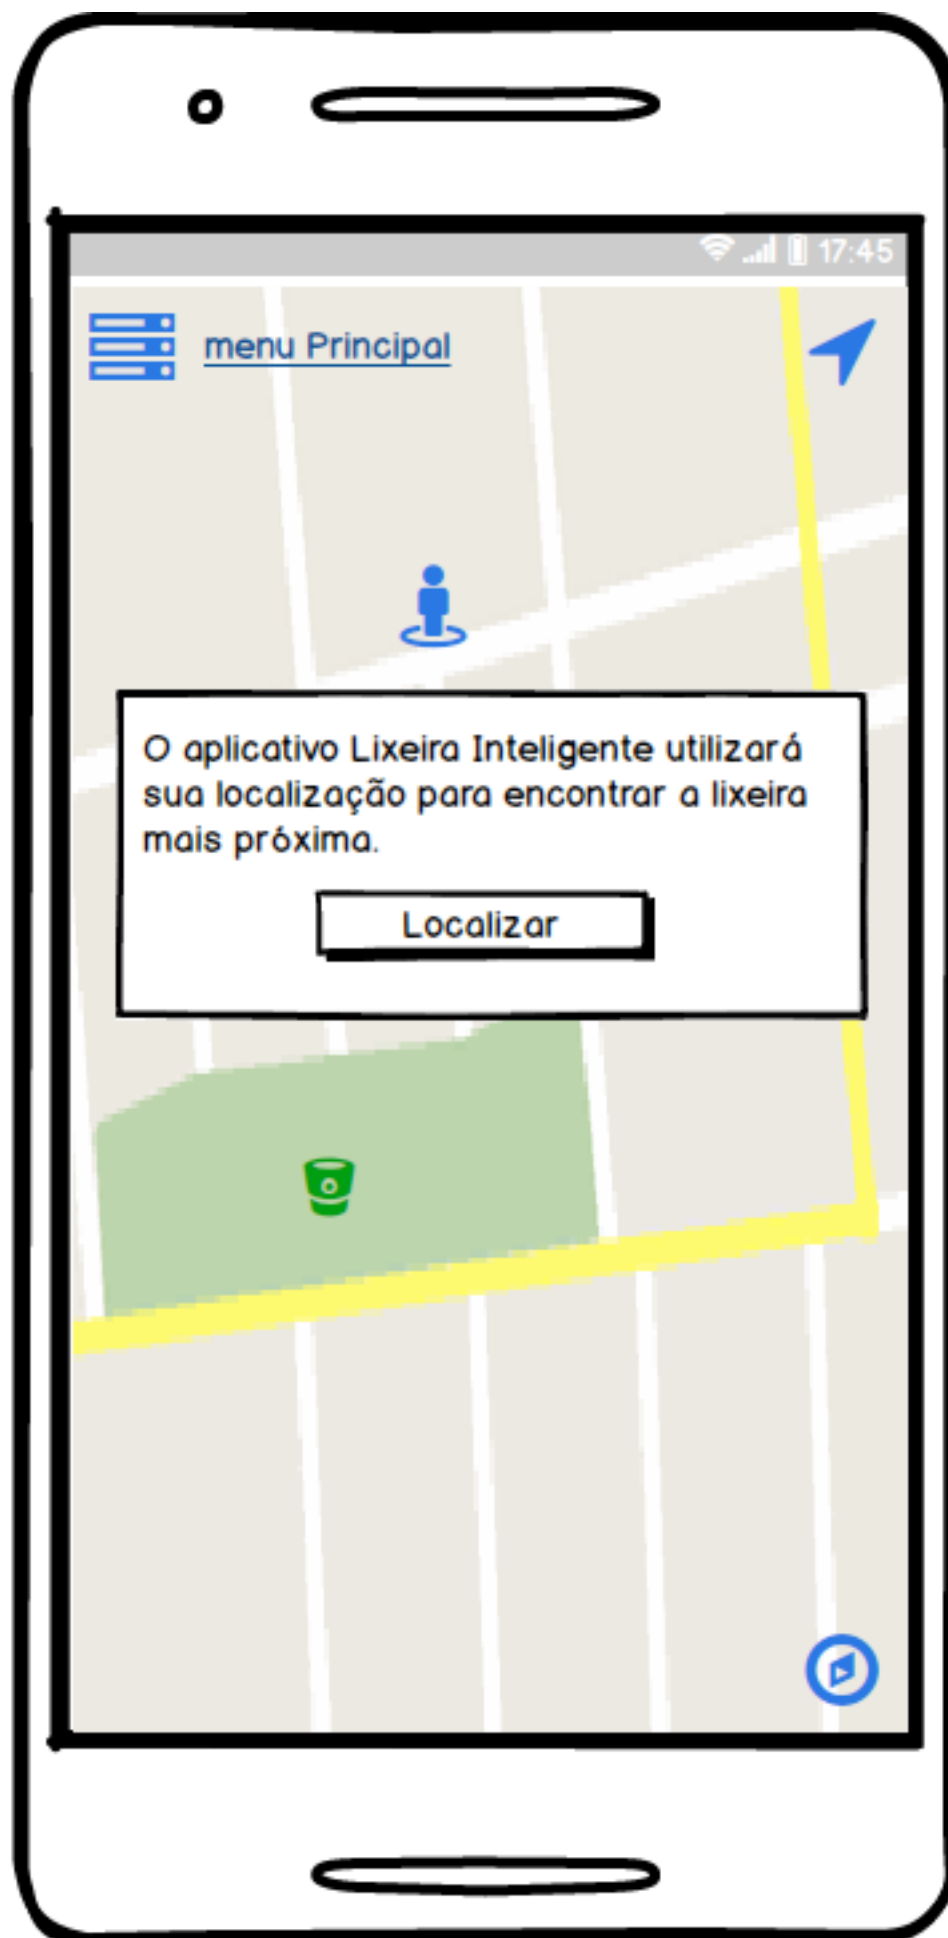 17:45
menu Principal
O aplicativo Lixeira Inteligente utilizará
sua localização para encontrar a lixeira
mais próxima.
Localizar